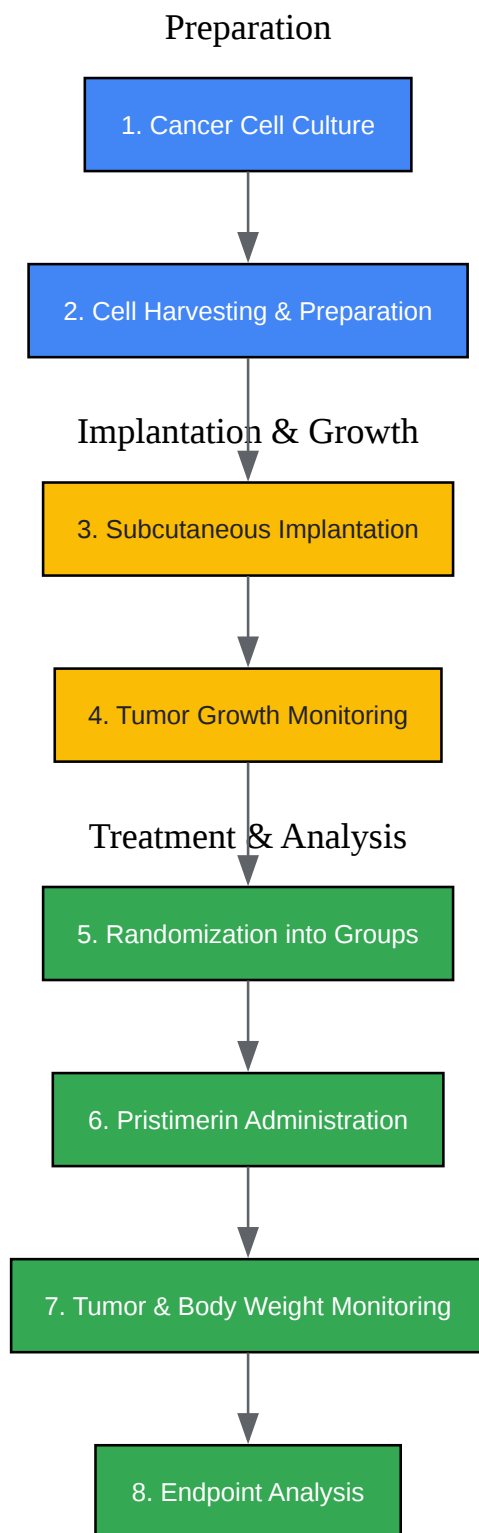 Preparation
1. Cancer Cell Culture
2. Cell Harvesting & Preparation
Implantation & Growth
3. Subcutaneous Implantation
4. Tumor Growth Monitoring
Treatment & Analysis
5. Randomization into Groups
6. Pristimerin Administration
7. Tumor & Body Weight Monitoring
8. Endpoint Analysis